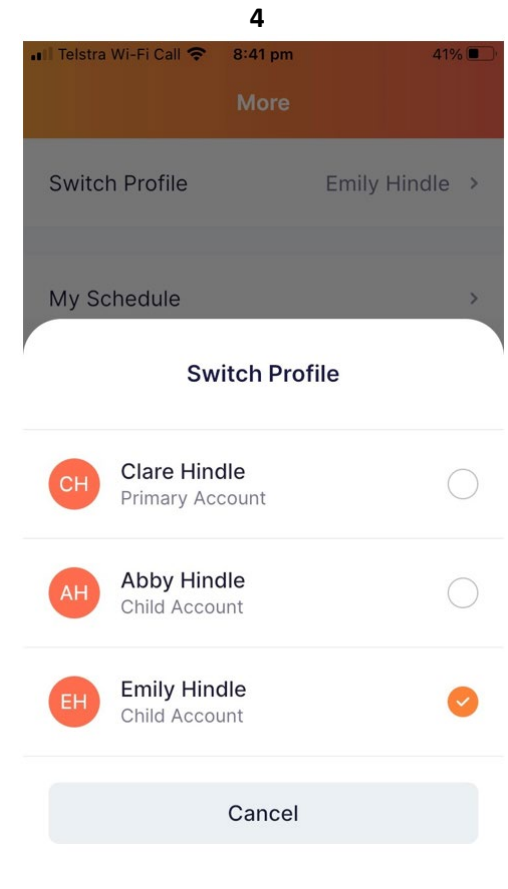 4
Telstra Wi-Fi Call 8:41 pm 41%
More
Switch Profile Emily Hindle >
My Schedule >
Switch Profile
CH Clare Hindle
Primary Account
AH Abby Hindle
Child Account
EH Emily Hindle
Child Account
Cancel